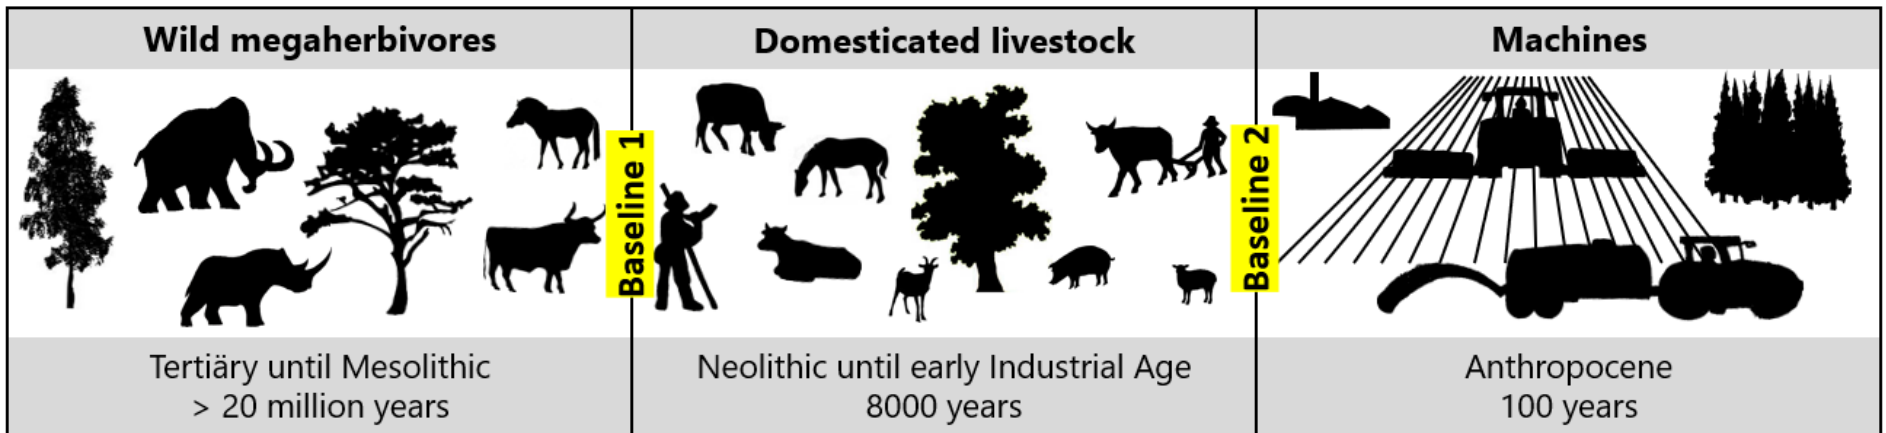 Wild megaherbivores
Domesticated livestock
Machines
Baseline 1
Baseline 2
Tertiäry until Mesolithic
> 20 million years
Neolithic until early Industrial Age
8000 years
Anthropocene
100 years